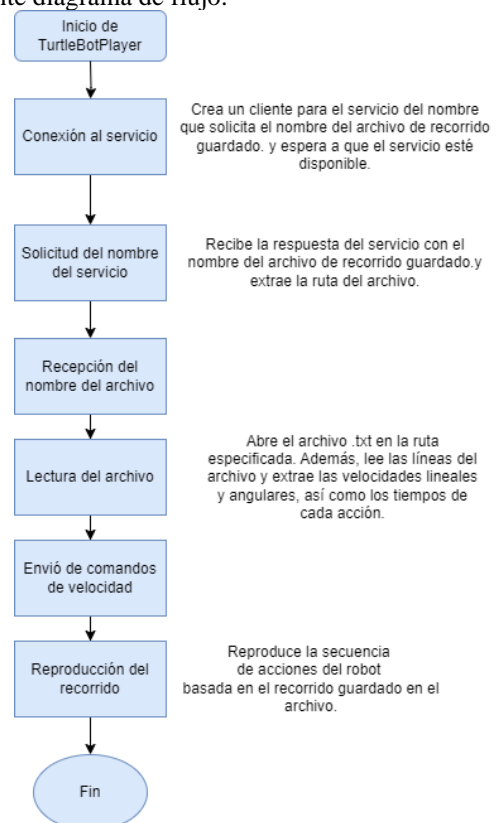 nte diagrama de flujo:
Inicio de
TurtleBotPlayer
Conexión al servicio
Crea un cliente para el servicio del nombre
que solicita el nombre del archivo de recorrido
guardado. y espera a que el servicio esté
disponible.
Solicitud del nombre
del servicio
Recibe la respuesta del servicio con el
nombre del archivo de recorrido guardado.y
extrae la ruta del archivo.
Recepción del
nombre del archivo
Lectura del archivo
Abre el archivo .txt en la ruta
especificada. Además, lee las líneas del
archivo y extrae las velocidades lineales
y angulares, así como los tiempos de
cada acción.
Envió de comandos
de velocidad
Reproducción del
recorrido
Reproduce la secuencia
de acciones del robot
basada en el recorrido guardado en el
archivo.
Fin